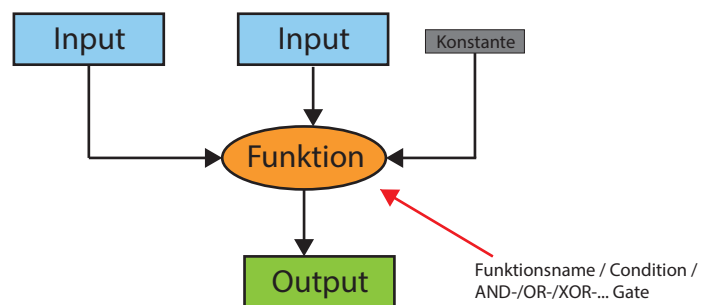 Input
Input
Konstante
Funktion
Output
Funktionsname / Condition /
AND-/OR-/XOR-... Gate